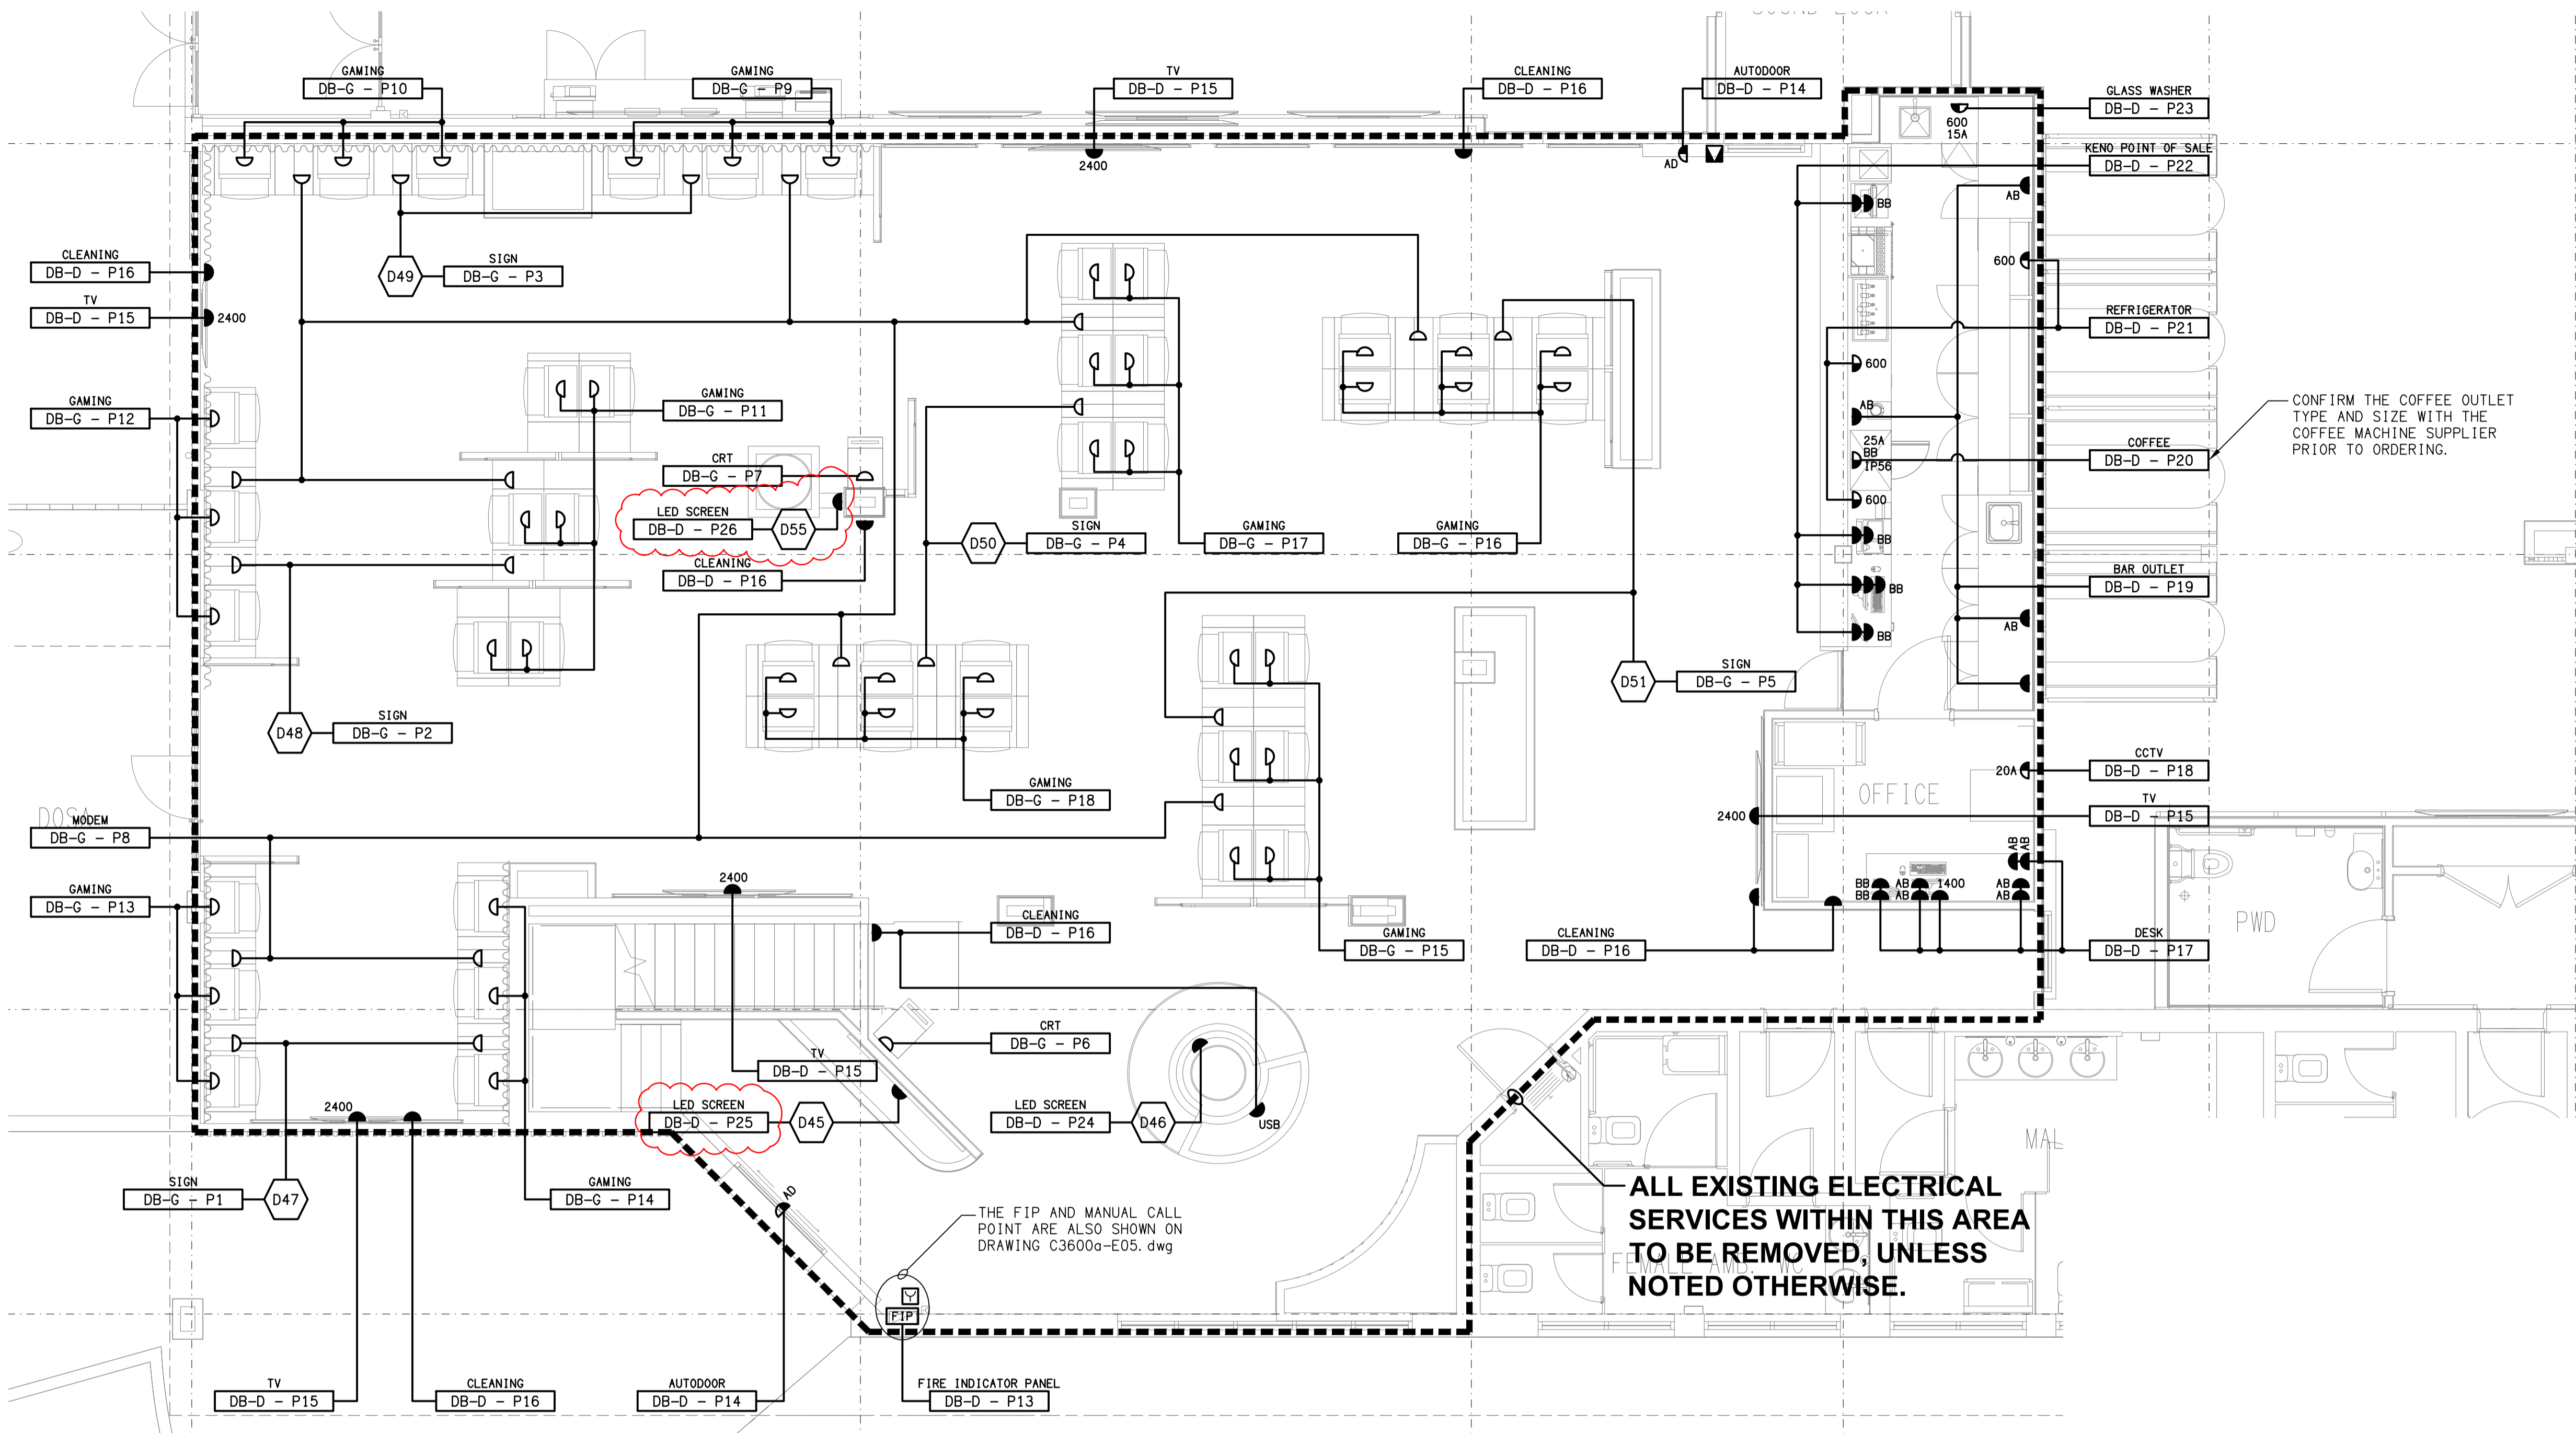 GAMING
DB-G - P10
GAMING
DB-G - P9
TV
DB-D - P15
CLEANING
DB-D - P16
AUTODOOR
DB-D - P14
GLASS WASHER
DB-D - P23
600
15A
2400
AD
KENO POINT OF SALE
DB-D - P22
AB
BB
CLEANING
DB-D - P16
D49
SIGN
DB-G - P3
600
TV
DB-D - P15
2400
REFRIGERATOR
DB-D - P21
600
GAMING
DB-G - P12
GAMING
DB-G - P11
AB
CONFIRM THE COFFEE OUTLET
TYPE AND SIZE WITH THE
COFFEE MACHINE SUPPLIER
PRIOR TO ORDERING.
25A
BB
IP56
COFFEE
DB-D - P20
CRT
DB-G - P7
600
LED SCREEN
DB-D - P26
D55
D50
SIGN
DB-G - P4
GAMING
DB-G - P17
GAMING
DB-G - P16
BB
CLEANING
DB-D - P16
BAR OUTLET
DB-D - P19
BB
AB
BB
D51
SIGN
DB-G - P5
D48
SIGN
DB-G - P2
CCTV
DB-D - P18
20A
OFFICE
GAMING
DB-G - P18
TV
DB-D - P15
2400
DOSA
MODEM
DB-G - P8
AB
AB
2400
BB
AB
1400
AB
BB
AB
AB
GAMING
DB-G - P13
CLEANING
DB-D - P16
GAMING
DB-G - P15
CLEANING
DB-D - P16
DESK
DB-D - P17
PWD
CRT
DB-G - P6
TV
DB-D - P15
2400
LED SCREEN
DB-D - P25
D45
LED SCREEN
DB-D - P24
D46
USB
MAL
SIGN
DB-G - P1
D47
GAMING
DB-G - P14
AD
THE FIP AND MANUAL CALL
POINT ARE ALSO SHOWN ON
DRAWING C3600a-E05.dwg
ALL EXISTING ELECTRICAL
SERVICES WITHIN THIS AREA
TO BE REMOVED, UNLESS
NOTED OTHERWISE.
FEMALE AMB. WC
FIP
TV
DB-D - P15
CLEANING
DB-D - P16
AUTODOOR
DB-D - P14
FIRE INDICATOR PANEL
DB-D - P13